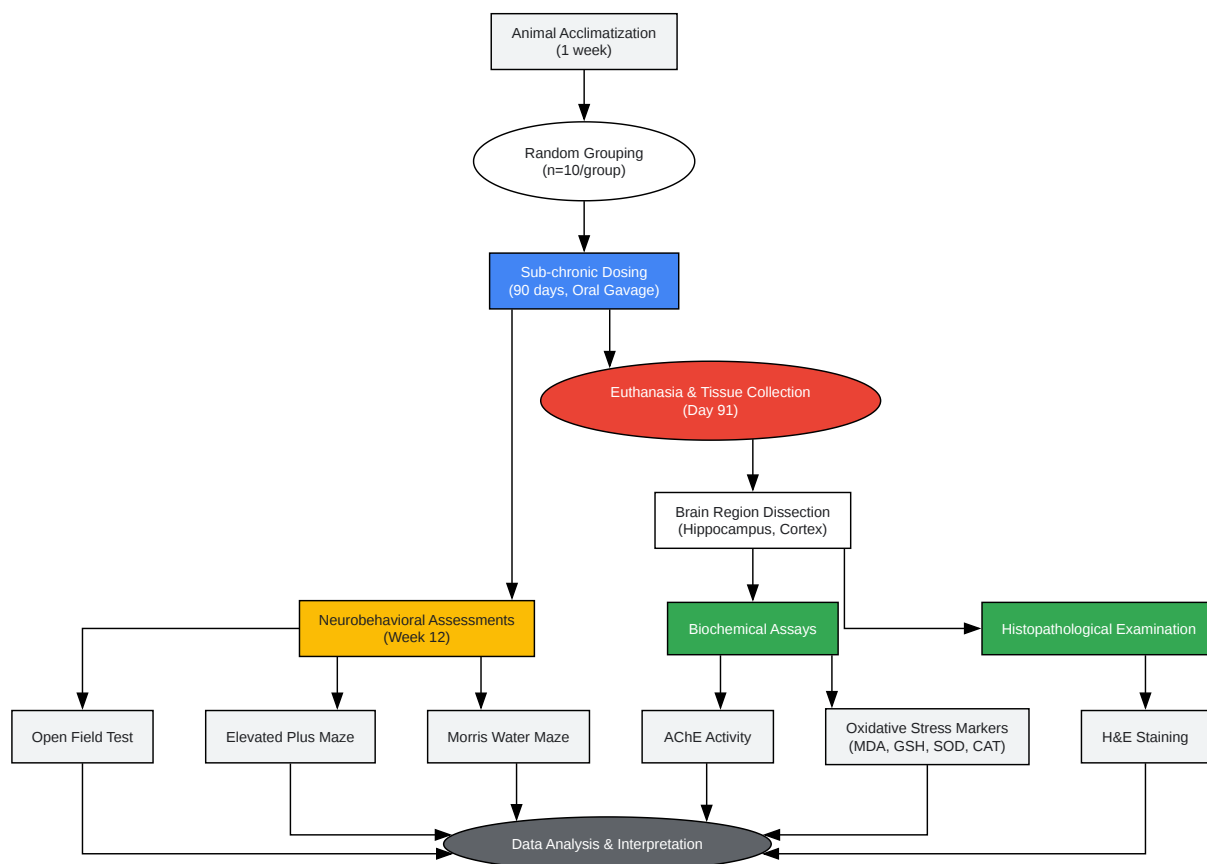 Animal Acclimatization
(1 week)
Random Grouping
(n=10/group)
Sub-chronic Dosing
(90 days, Oral Gavage)
Euthanasia & Tissue Collection
(Day 91)
Brain Region Dissection
(Hippocampus, Cortex)
Neurobehavioral Assessments
(Week 12)
Biochemical Assays
Histopathological Examination
Open Field Test
Elevated Plus Maze
Morris Water Maze
AChE Activity
Oxidative Stress Markers
(MDA, GSH, SOD, CAT)
H&E Staining
Data Analysis & Interpretation